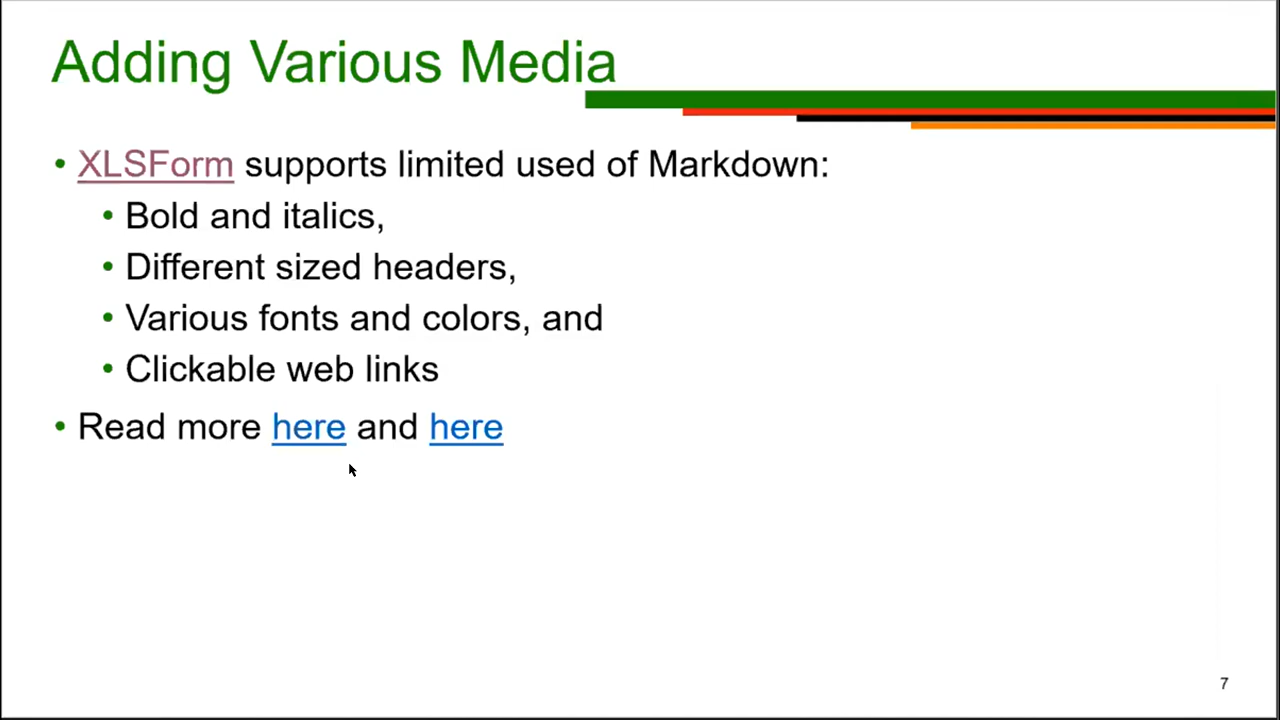 Adding Various Media
• XLSForm supports limited used of Markdown:
• Bold and italics,
• Different sized headers,
• Various fonts and colors, and
• Clickable web links
• Read more here and here
7